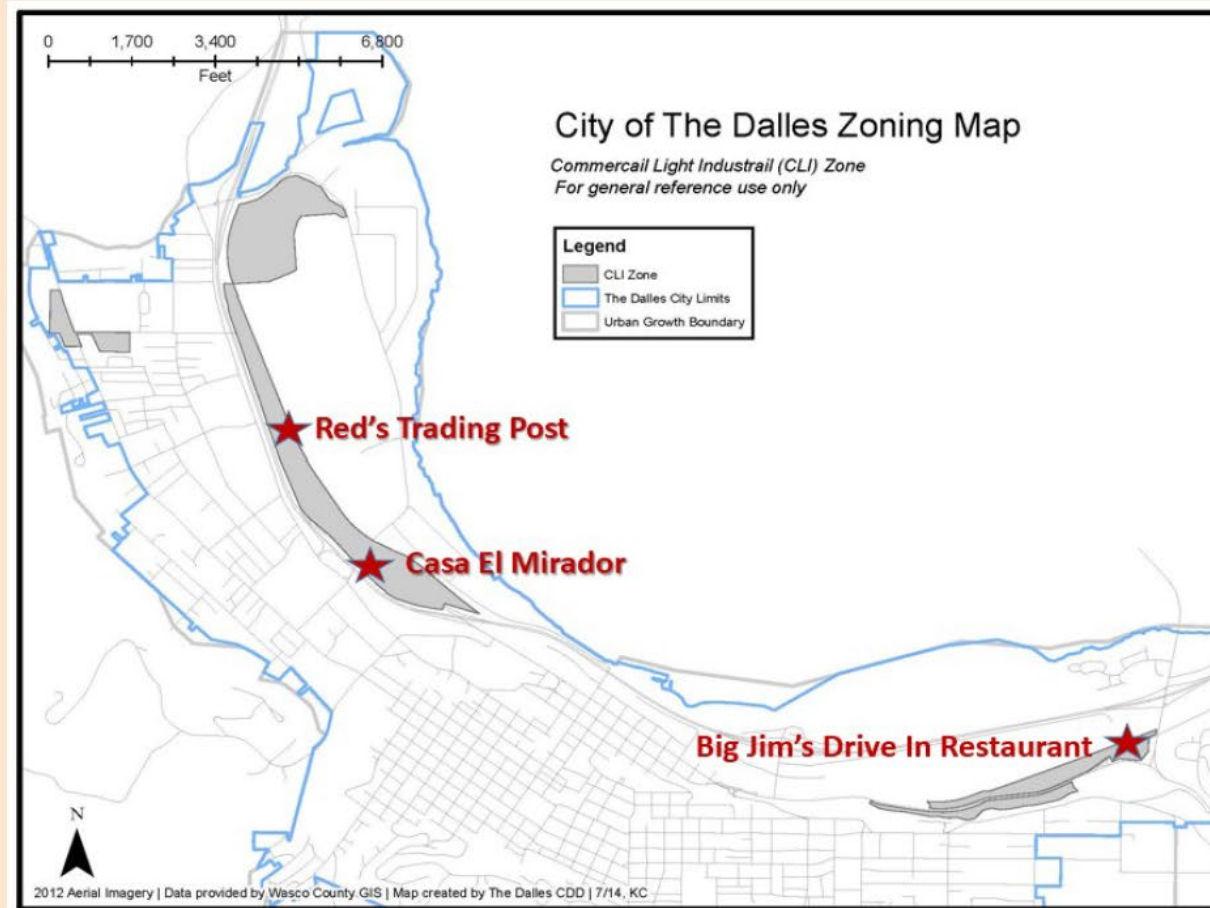 0 1,700 3,400 6,800
Feet
City of The Dalles Zoning Map
Commercail Light Industrail (CLI) Zone
For general reference use only
Legend
CLI Zone
The Dalles City Limits
Urban Growth Boundary
Red's Trading Post
Casa El Mirador
Big Jim's Drive In Restaurant
N
2012 Aerial Imagery | Data provided by Wasco County GIS | Map created by The Dalles CDD | 7/14, KC